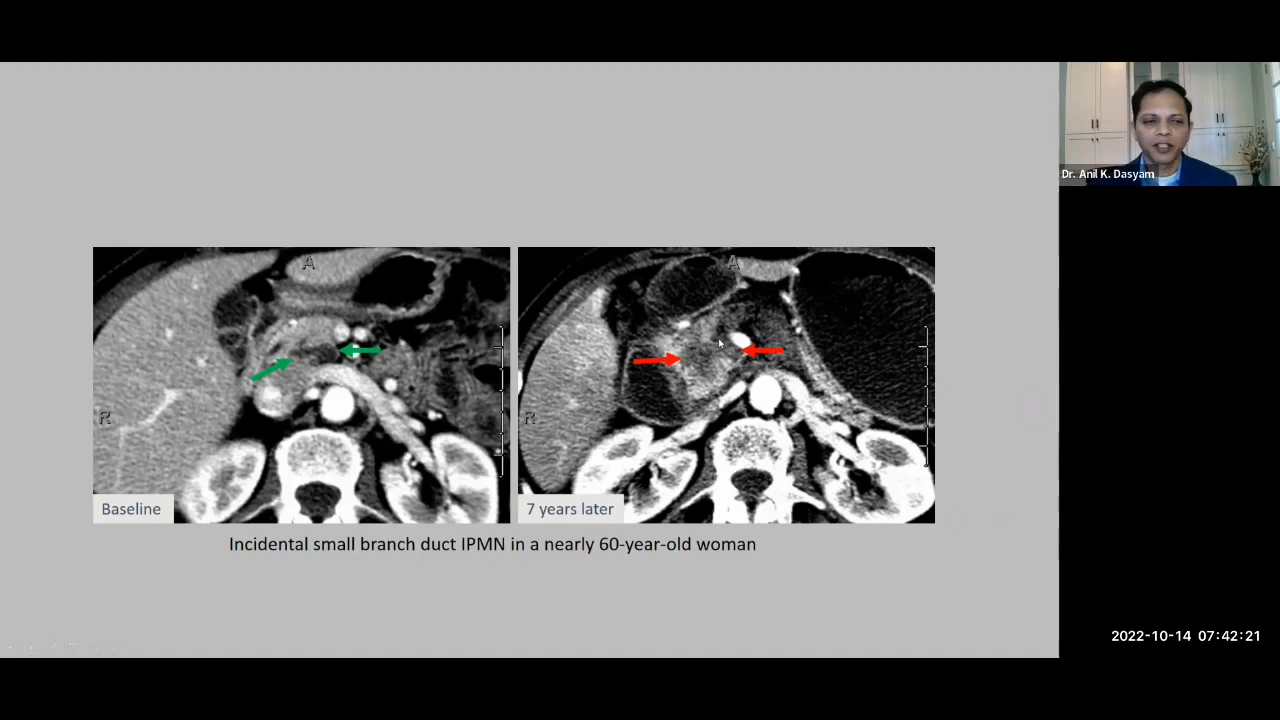 Dr. Anil K. Dasyam
A
A
R
R
Baseline
7 years later
Incidental small branch duct IPMN in a nearly 60-year-old woman
2022-10-14 07:42:21